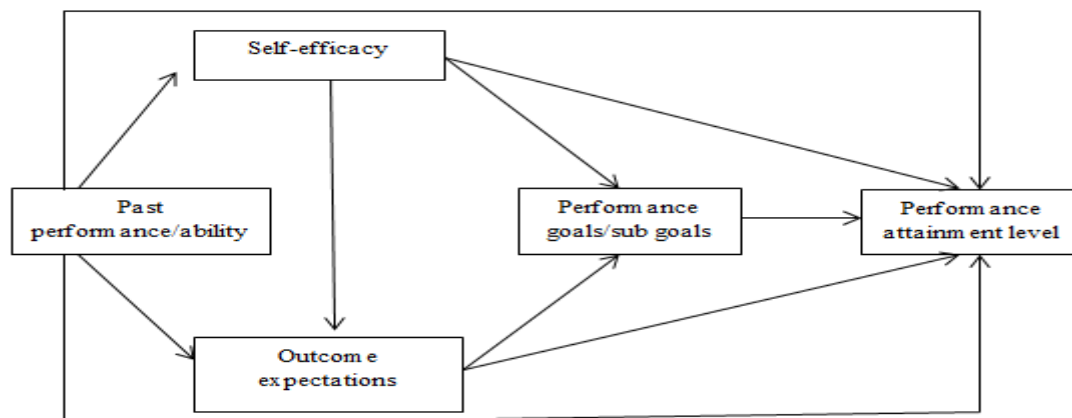 Self-efficacy
Past
performance/ability
Performance
goals/sub goals
Performance
attainment level
Outcome
expectations